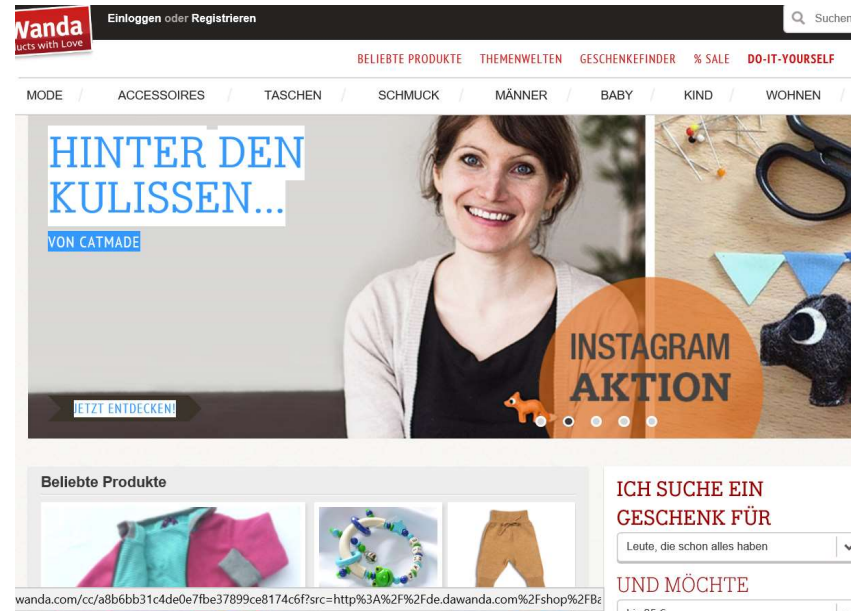 Wanda
ucts with Love
Einloggen oder Registrieren
Suchen
BELIEBTE PRODUKTE THEMENWELTEN GESCHENKEFINDER % SALE DO-IT-YOURSELF
MODE / ACCESSOIRES / TASCHEN / SCHMUCK / MÄNNER / BABY / KIND / WOHNEN /
HINTER DEN
KULISSEN...
VON CATMADE
INSTAGRAM
AKTION
JETZT ENTDECKEN!
Beliebte Produkte
ICH SUCHE EIN
GESCHENK FÜR
Leute, die schon alles haben
UND MÖCHTE
wanda.com/cc/a8b6bb31c4de0e7fbe37899ce8174c6f?src=http%3A%2F%2Fde.dawanda.com%2Fshop%2FBa